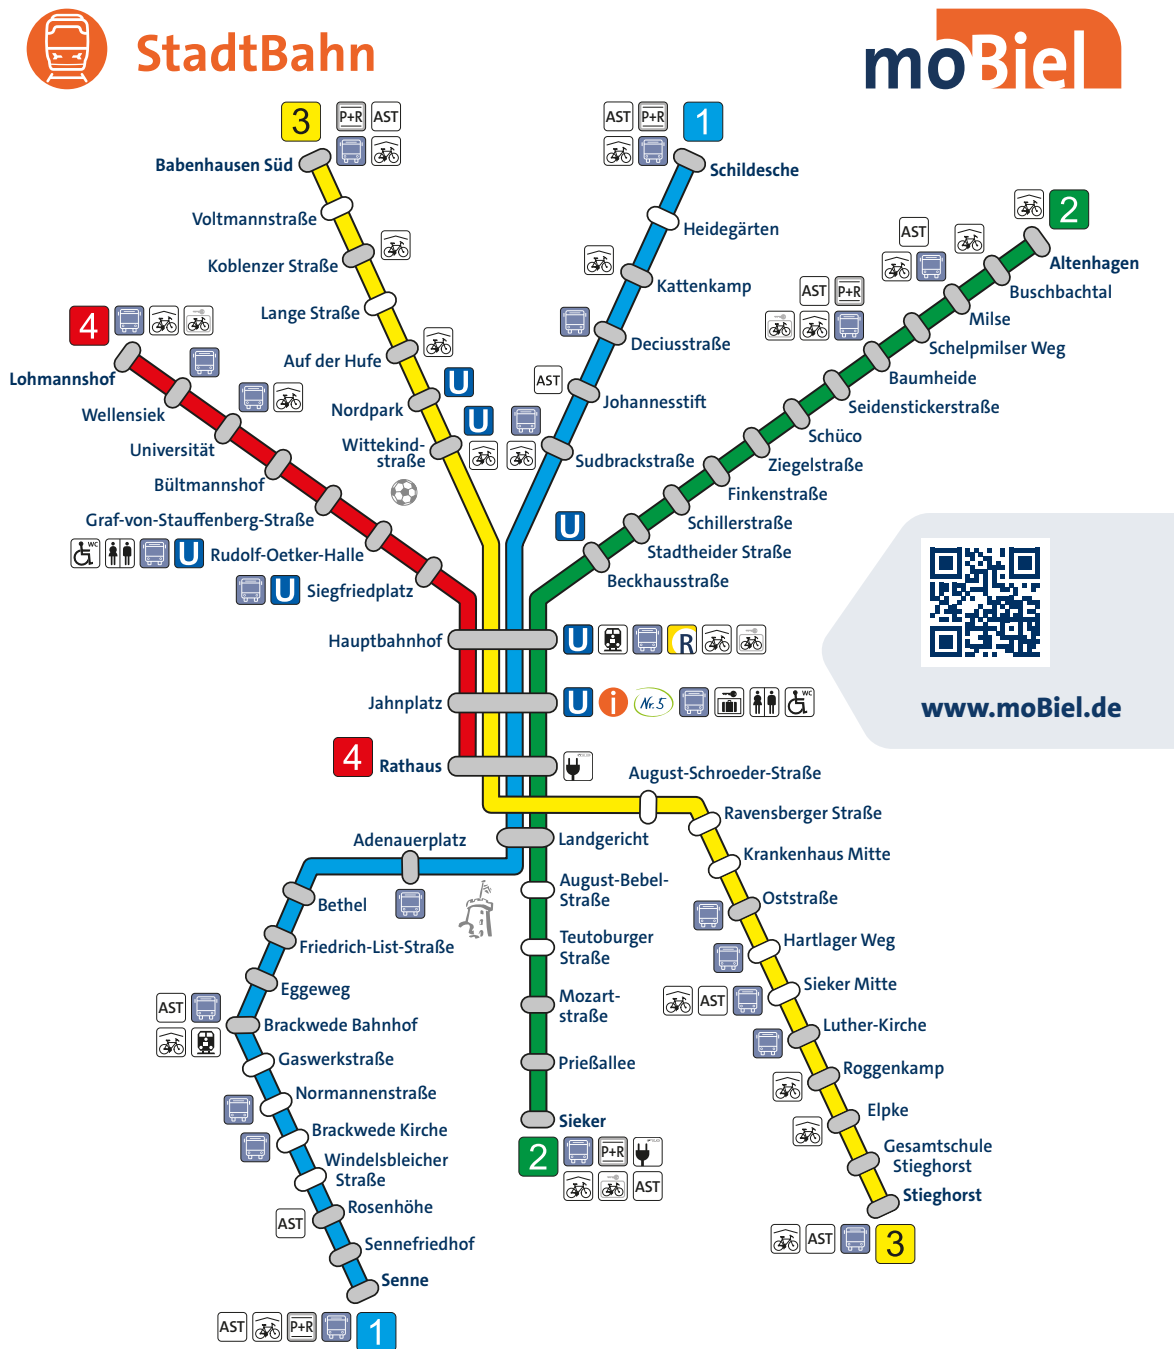 StadtBahn
moBiel
3
P+R AST
AST P+R
1
Babenhausen Süd
Schildesche
2
Voltmannstraße
Heidegärten
AST
Koblenzer Straße
Altenhagen
Kattenkamp
Buschbachtal
AST P+R
Lange Straße
4
Milse
Deciusstraße
Schelpmilser Weg
Auf der Hufe
Lohmannshof
Baumheide
AST
U
Wellensiek
Nordpark
Johannesstift
Seidenstickerstraße
U
Universität
Schüco
Wittekind-
straße
Sudbrackstraße
Ziegelstraße
Bültmannshof
Finkenstraße
Graf-von-Stauffenberg-Straße
Schillerstraße
U
WC
U
Rudolf-Oetker-Halle
Stadtheider Straße
Beckhausstraße
U
Siegfriedplatz
Hauptbahnhof
U
R
Jahnplatz
U
i
Nr. 5
WC
www.moBiel.de
4
Rathaus
August-Schroeder-Straße
Ravensberger Straße
Adenauerplatz
Landgericht
Krankenhaus Mitte
August-Bebel-
Straße
Oststraße
Bethel
Teutoburger
Straße
Hartlager Weg
Friedrich-List-Straße
Sieker Mitte
Eggeweg
Mozart-
straße
AST
AST
Brackwede Bahnhof
Luther-Kirche
Gaswerkstraße
Prießallee
Roggenkamp
Normannenstraße
Elpke
Sieker
Brackwede Kirche
2
P+R
Gesamtschule
Stieghorst
Windelsbleicher
Straße
AST
Stieghorst
Rosenhöhe
AST
Sennefriedhof
AST
3
Senne
AST
P+R
1